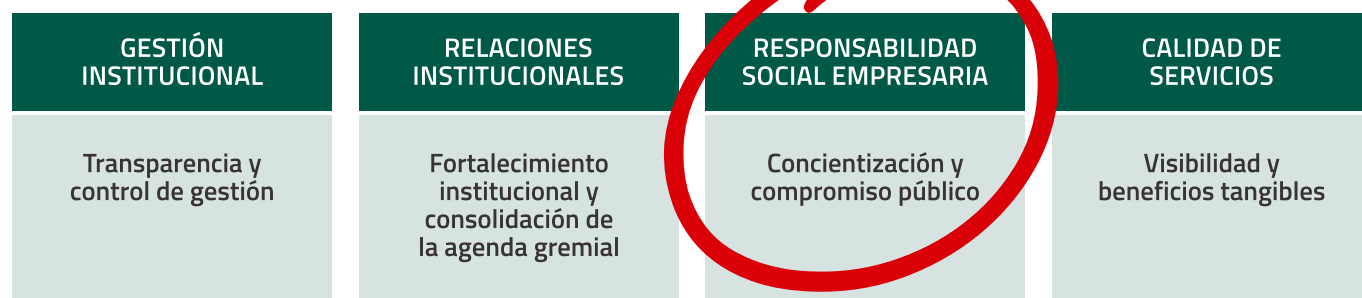 GESTIÓN
INSTITUCIONAL
Transparencia y
control de gestión
RELACIONES
INSTITUCIONALES
Fortalecimiento
institucional y
consolidación de
la agenda gremial
RESPONSABILIDAD
SOCIAL EMPRESARIA
Concientización y
compromiso público
CALIDAD DE
SERVICIOS
Visibilidad y
beneficios tangibles